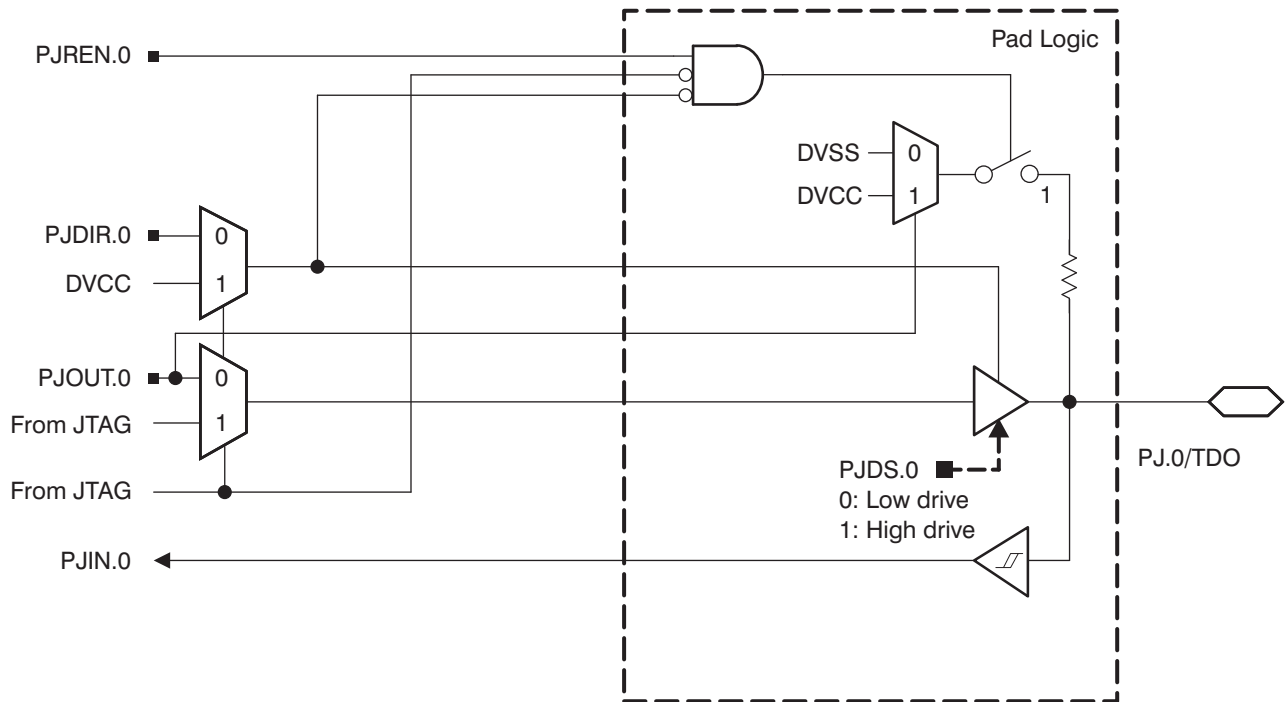 Pad Logic
PJREN.0
DVSS
0
DVCC
1
1
PJDIR.0
0
DVCC
1
PJOUT.0
0
From JTAG
1
PJDS.0
0: Low drive
1: High drive
PJ.0/TDO
From JTAG
PJIN.0